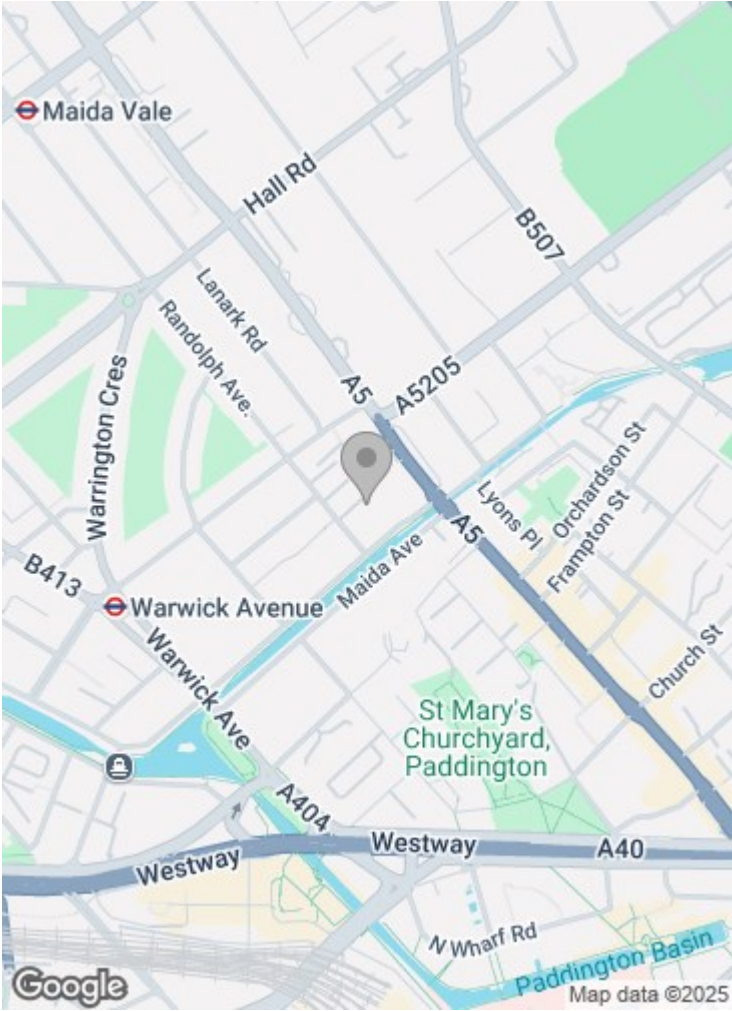 Maida Vale
Hall Rd
B507
Lanark Rd
Randolph Ave.
A5
A5205
Warrington Cres
Orchardson St
Lyons Pl
Frampton St
A5
B413
Maida Ave
Warwick Avenue
Church St
Warwick Ave
St Mary's
Churchyard,
Paddington
A404
Westway
A40
Westway
N Wharf Rd
Paddington Basin
Google
Map data ©2025